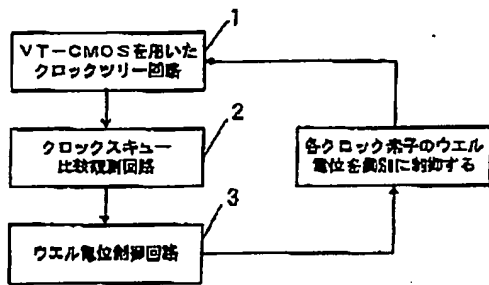 1
VT-CMOSを用いた
クロックツリー回路
2
クロックスキュー
比較観測回路
各クロック素子のウエル
電位を個別に制御する
3
ウエル電位制御回路